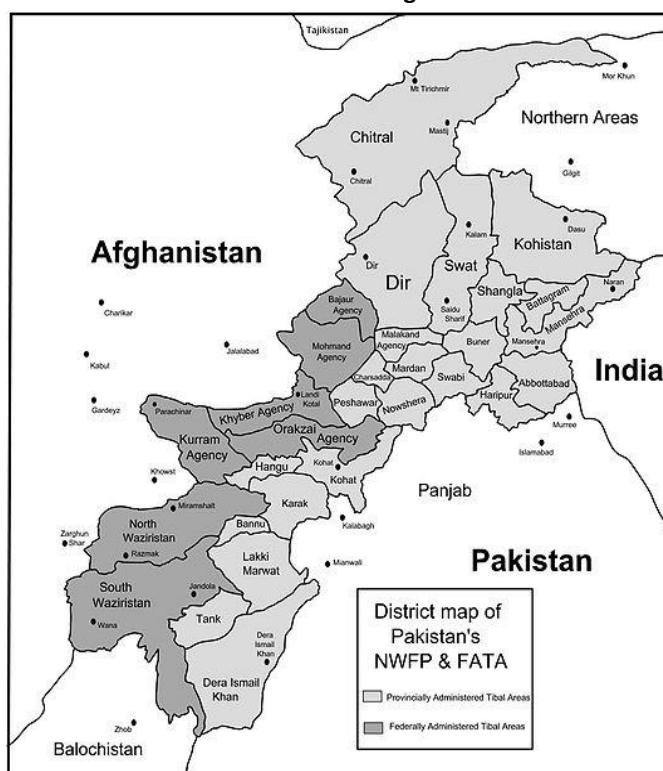 Tajikistan
Mor Khun
Mt Tirichmir
Northern Areas
Chitral
Mastij
Gilgit
Chitral
Dasu
Kalam
Kohistan
Afghanistan
Dir
Swat
Dir
Naran
Shangla
Battagram
Bajaur
Agency
Saidu
Sharif
Mansehra
Charikar
Malakand
Agency
Mohmand
Agency
Buner
Mansehra
Jalalabad
Kabul
India
Mardan
Charsadda
Swabi
Abbottabad
Landi
Kotal
Peshawar
Haripur
Gardeyz
Parachinar
Khyber Agency
Nowshera
Orakzai
Agency
Murree
Kurram
Agency
Islamabad
Hangu
Kohat
Khowst
Kohat
Panjab
Karak
Miramshalt
Kalabagh
North
Waziristan
Bannu
Zarghun
Shar
Razmak
Lakki
Marwat
Mianwali
Pakistan
South
Waziristan
Jandola
Wana
Tank
District map of
Pakistan's
NWFP & FATA
Dera
Ismail
Khan
Dera Ismail
Khan
Provincially Administered Tibal Areas
Federally Administered Tibal Areas
Zhob
Balochistan